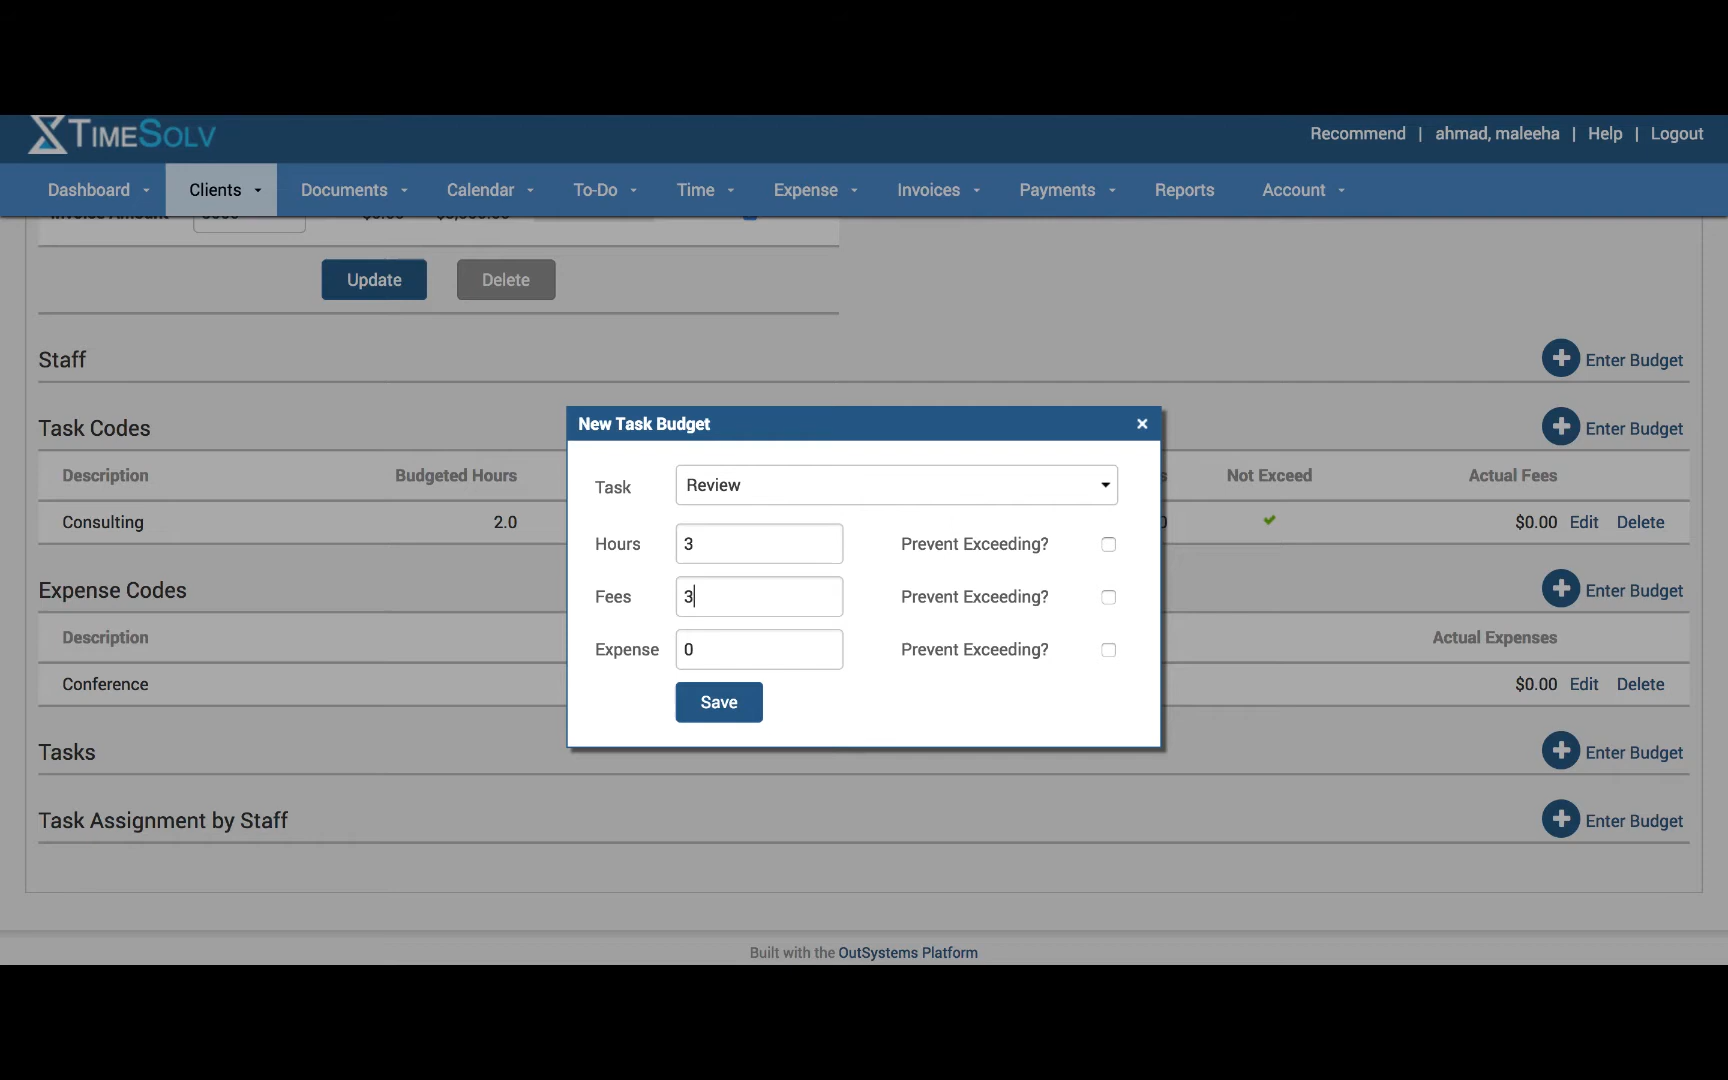 TIMESOLV
Recommend | ahmad, maleeha | Help | Logout
Dashboard Clients Documents Calendar To-Do Time Expense Invoices Payments Reports Account
Invoice Amount
Update Delete
Staff Enter Budget
Task Codes Enter Budget
Description Budgeted Hours Not Exceed Actual Fees
Consulting 2.0 $0.00 Edit Delete
Expense Codes Enter Budget
Description Actual Expenses
Conference $0.00 Edit Delete
Tasks Enter Budget
Task Assignment by Staff Enter Budget
New Task Budget ×
Task Review
Hours 3 Prevent Exceeding?
Fees 3 Prevent Exceeding?
Expense 0 Prevent Exceeding?
Save
Built with the OutSystems Platform